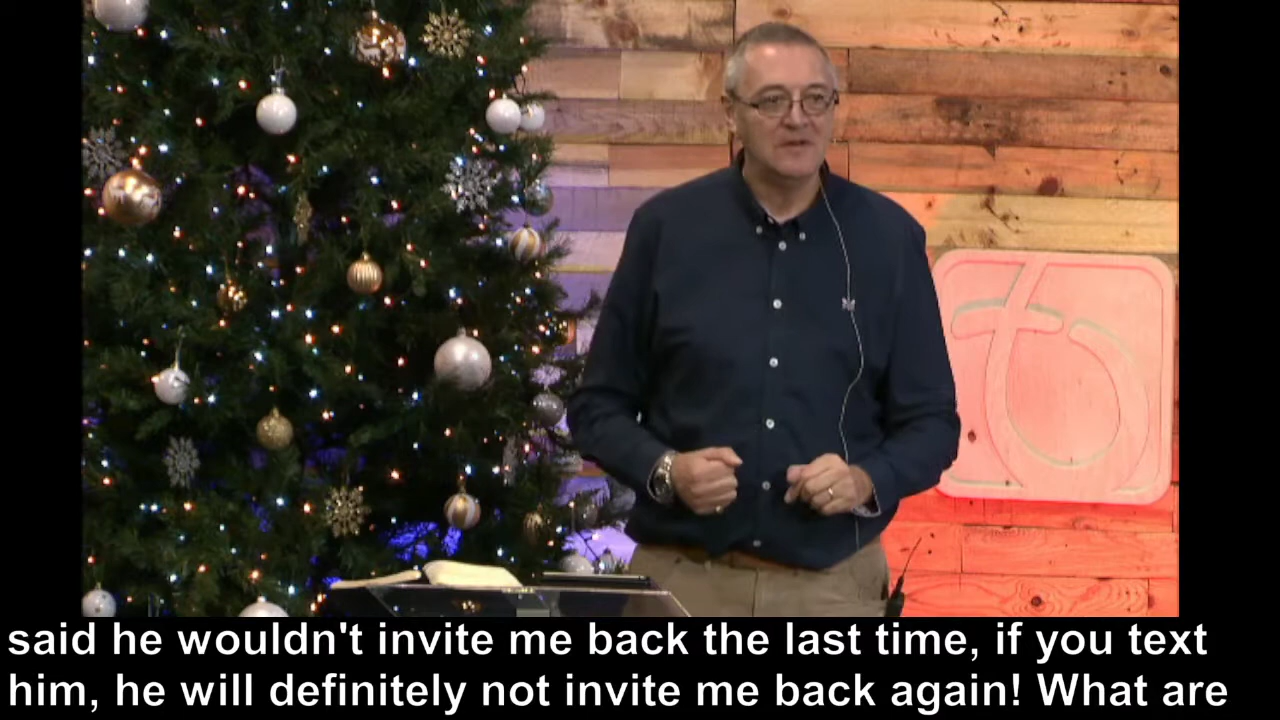 said he wouldn't invite me back the last time, if you text
him, he will definitely not invite me back again! What are